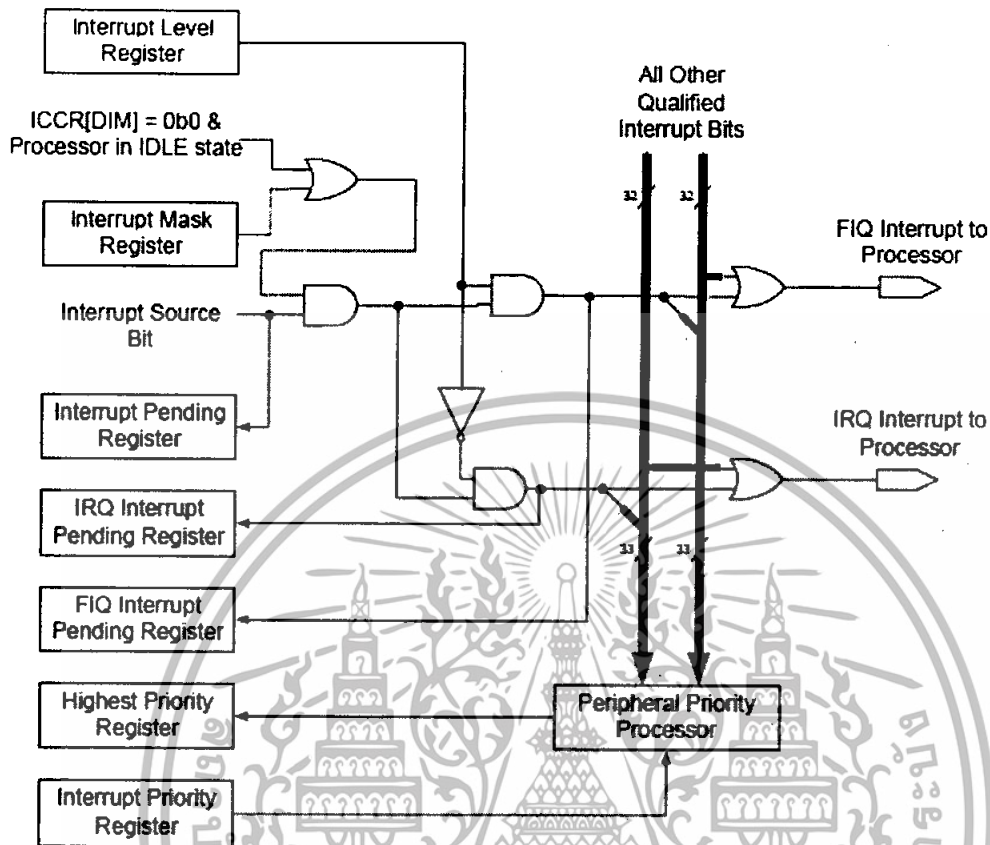 Interrupt Level
Register
ICCR[DIM] = 0b0 &
Processor in IDLE state
Interrupt Mask
Register
Interrupt Source
Bit
Interrupt Pending
Register
IRQ Interrupt
Pending Register
FIQ Interrupt
Pending Register
Highest Priority
Register
Interrupt Priority
Register
All Other
Qualified
Interrupt Bits
32
32
FIQ Interrupt to
Processor
IRQ Interrupt to
Processor
33
33
Peripheral Priority
Processor